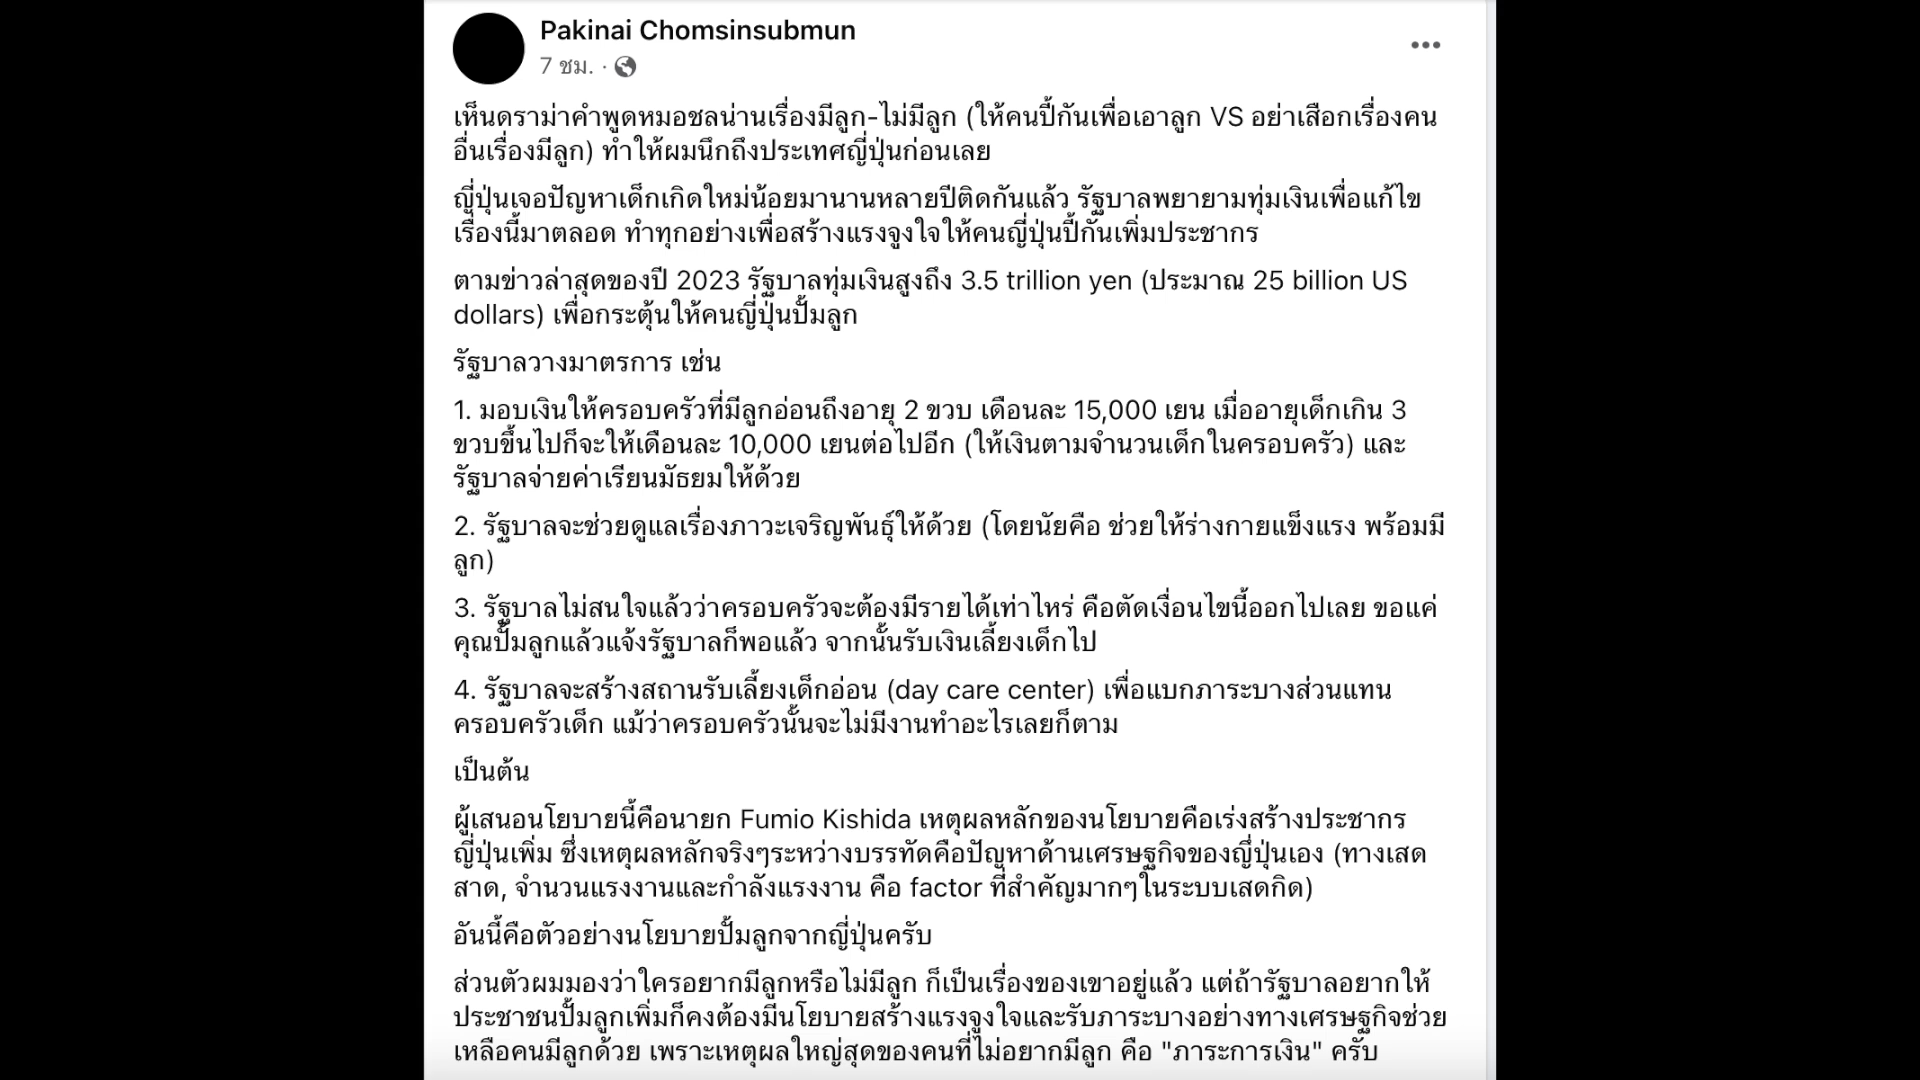 Pakinai Chomsinsubmun
7 ชม. ·
เห็นดราม่าคำพูดหมอชลน่านเรื่องมีลูก-ไม่มีลูก (ให้คนปี้กันเพื่อเอาลูก VS อย่าเสือกเรื่องคน
อื่นเรื่องมีลูก) ทำให้ผมนึกถึงประเทศญี่ปุ่นก่อนเลย
ญี่ปุ่นเจอปัญหาเด็กเกิดใหม่น้อยมานานหลายปีติดกันแล้ว รัฐบาลพยายามทุ่มเงินเพื่อแก้ไข
เรื่องนี้มาตลอด ทำทุกอย่างเพื่อสร้างแรงจูงใจให้คนญี่ปุ่นปี้กันเพิ่มประชากร
ตามข่าวล่าสุดของปี 2023 รัฐบาลทุ่มเงินสูงถึง 3.5 trillion yen (ประมาณ 25 billion US
dollars) เพื่อกระตุ้นให้คนญี่ปุ่นปั้มลูก
รัฐบาลวางมาตรการ เช่น
1. มอบเงินให้ครอบครัวที่มีลูกอ่อนถึงอายุ 2 ขวบ เดือนละ 15,000 เยน เมื่ออายุเด็กเกิน 3
ขวบขึ้นไปก็จะให้เดือนละ 10,000 เยนต่อไปอีก (ให้เงินตามจำนวนเด็กในครอบครัว) และ
รัฐบาลจ่ายค่าเรียนมัธยมให้ด้วย
2. รัฐบาลจะช่วยดูแลเรื่องภาวะเจริญพันธุ์ให้ด้วย (โดยนัยคือ ช่วยให้ร่างกายแข็งแรง พร้อมมี
ลูก)
3. รัฐบาลไม่สนใจแล้วว่าครอบครัวจะต้องมีรายได้เท่าไหร่ คือตัดเงื่อนไขนี้ออกไปเลย ขอแค่
คุณปั้มลูกแล้วแจ้งรัฐบาลก็พอแล้ว จากนั้นรับเงินเลี้ยงเด็กไป
4. รัฐบาลจะสร้างสถานรับเลี้ยงเด็กอ่อน (day care center) เพื่อแบกภาระบางส่วนแทน
ครอบครัวเด็ก แม้ว่าครอบครัวนั้นจะไม่มีงานทำอะไรเลยก็ตาม
เป็นต้น
ผู้เสนอนโยบายนี้คือนายก Fumio Kishida เหตุผลหลักของนโยบายคือเร่งสร้างประชากร
ญี่ปุ่นเพิ่ม ซึ่งเหตุผลหลักจริงๆระหว่างบรรทัดคือปัญหาด้านเศรษฐกิจของญี่ปุ่นเอง (ทางเสด
สาด, จำนวนแรงงานและกำลังแรงงาน คือ factor ที่สำคัญมากๆในระบบเสดกิด)
อันนี้คือตัวอย่างนโยบายปั้มลูกจากญี่ปุ่นครับ
ส่วนตัวผมมองว่าใครอยากมีลูกหรือไม่มีลูก ก็เป็นเรื่องของเขาอยู่แล้ว แต่ถ้ารัฐบาลอยากให้
ประชาชนปั้มลูกเพิ่มก็คงต้องมีนโยบายสร้างแรงจูงใจและรับภาระบางอย่างทางเศรษฐกิจช่วย
เหลือคนมีลูกด้วย เพราะเหตุผลใหญ่สุดของคนที่ไม่อยากมีลูก คือ "ภาระการเงิน" ครับ